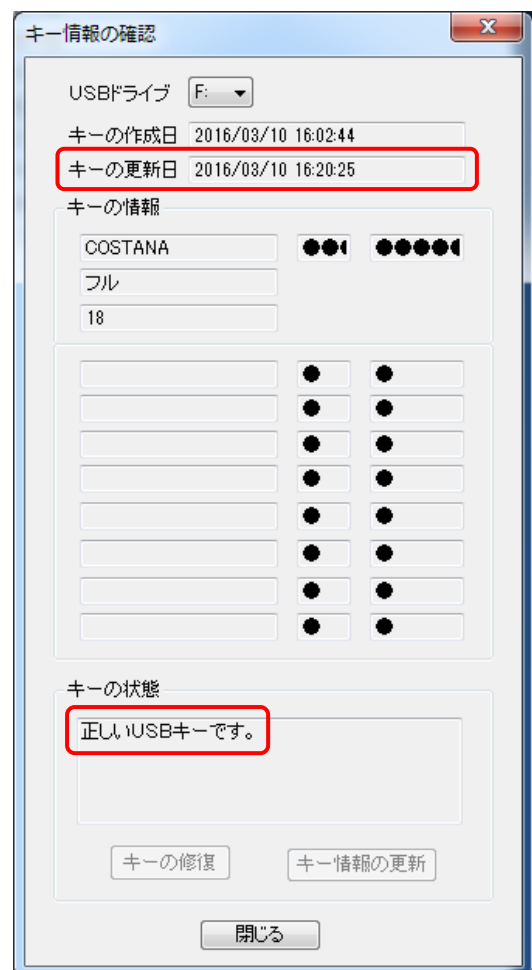 キー情報の確認
USBドライブ F:
キーの作成日 2016/03/10 16:02:44
キーの更新日 2016/03/10 16:20:25
キーの情報
COSTANA ●●● ●●●●●
フル
18
● ●
● ●
● ●
● ●
● ●
● ●
● ●
● ●
キーの状態
正しいUSBキーです。
キーの修復 キー情報の更新
閉じる